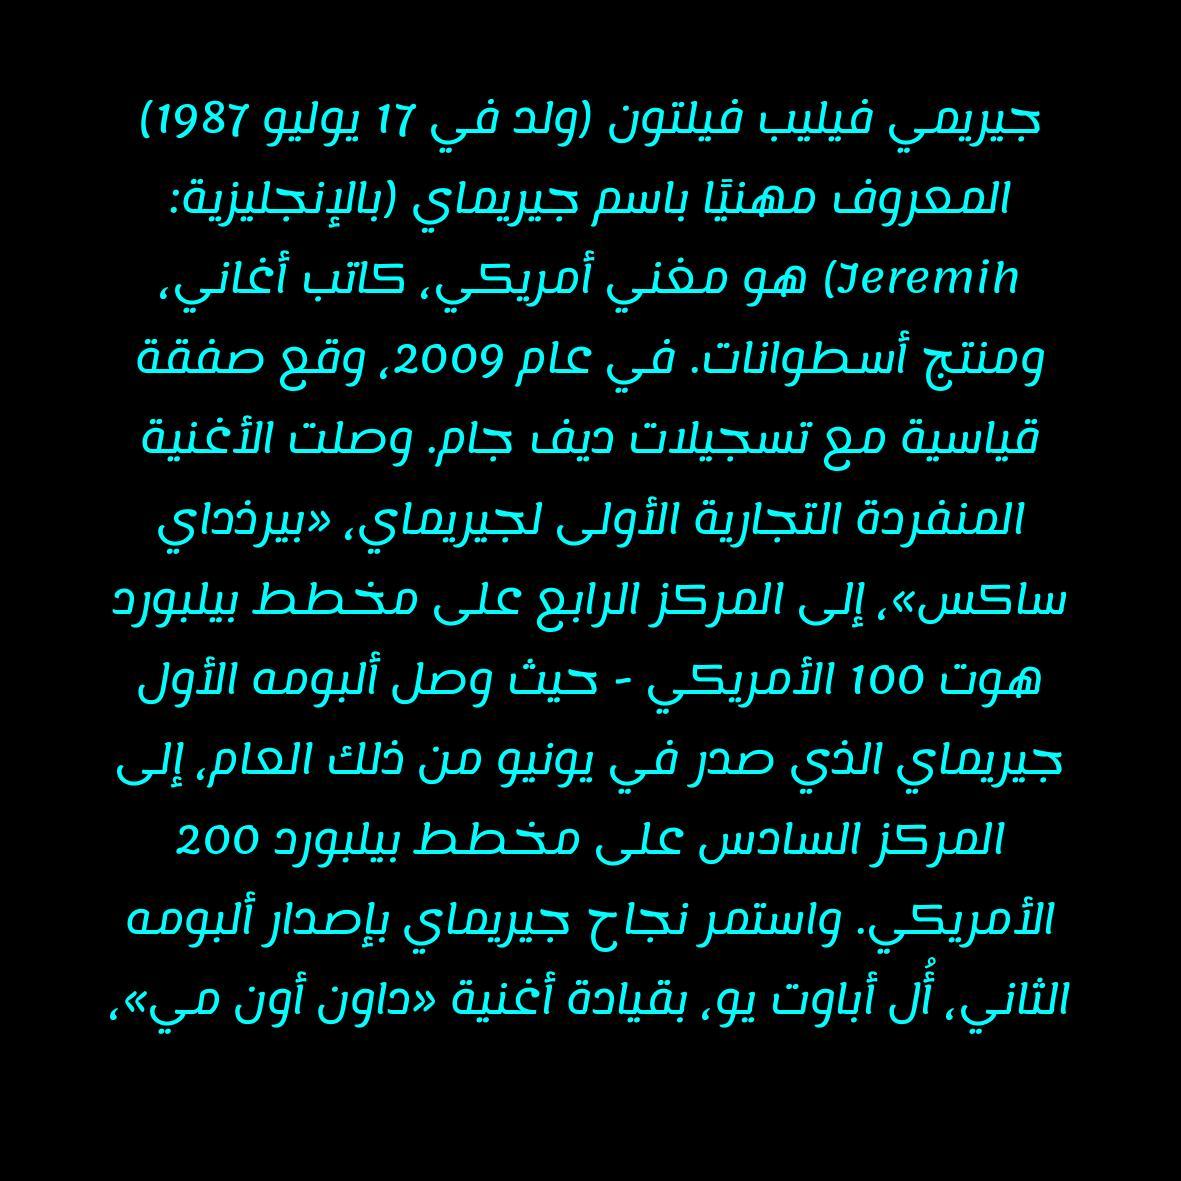 جيريمي فيليب فيلتون (ولد في 17 يوليو 1987)
المعروف مهنيًا باسم جيريماي (بالإنجليزية:
Jeremih) هو مغني أمريكي، كاتب أغاني،
ومنتج أسطوانات. في عام 2009، وقع صفقة
قياسية مع تسجيلات ديف جام. وصلت الأغنية
المنفردة التجارية الأولى لجيريماي، «بيرذداي
ساكس»، إلى المركز الرابع على مخطط بيلبورد
هوت 100 الأمريكي - حيث وصل ألبومه الأول
جيريماي الذي صدر في يونيو من ذلك العام، إلى
المركز السادس على مخطط بيلبورد 200
الأمريكي. واستمر نجاح جيريماي بإصدار ألبومه
الثاني، أُل أباوت يو، بقيادة أغنية «داون أون مي»،